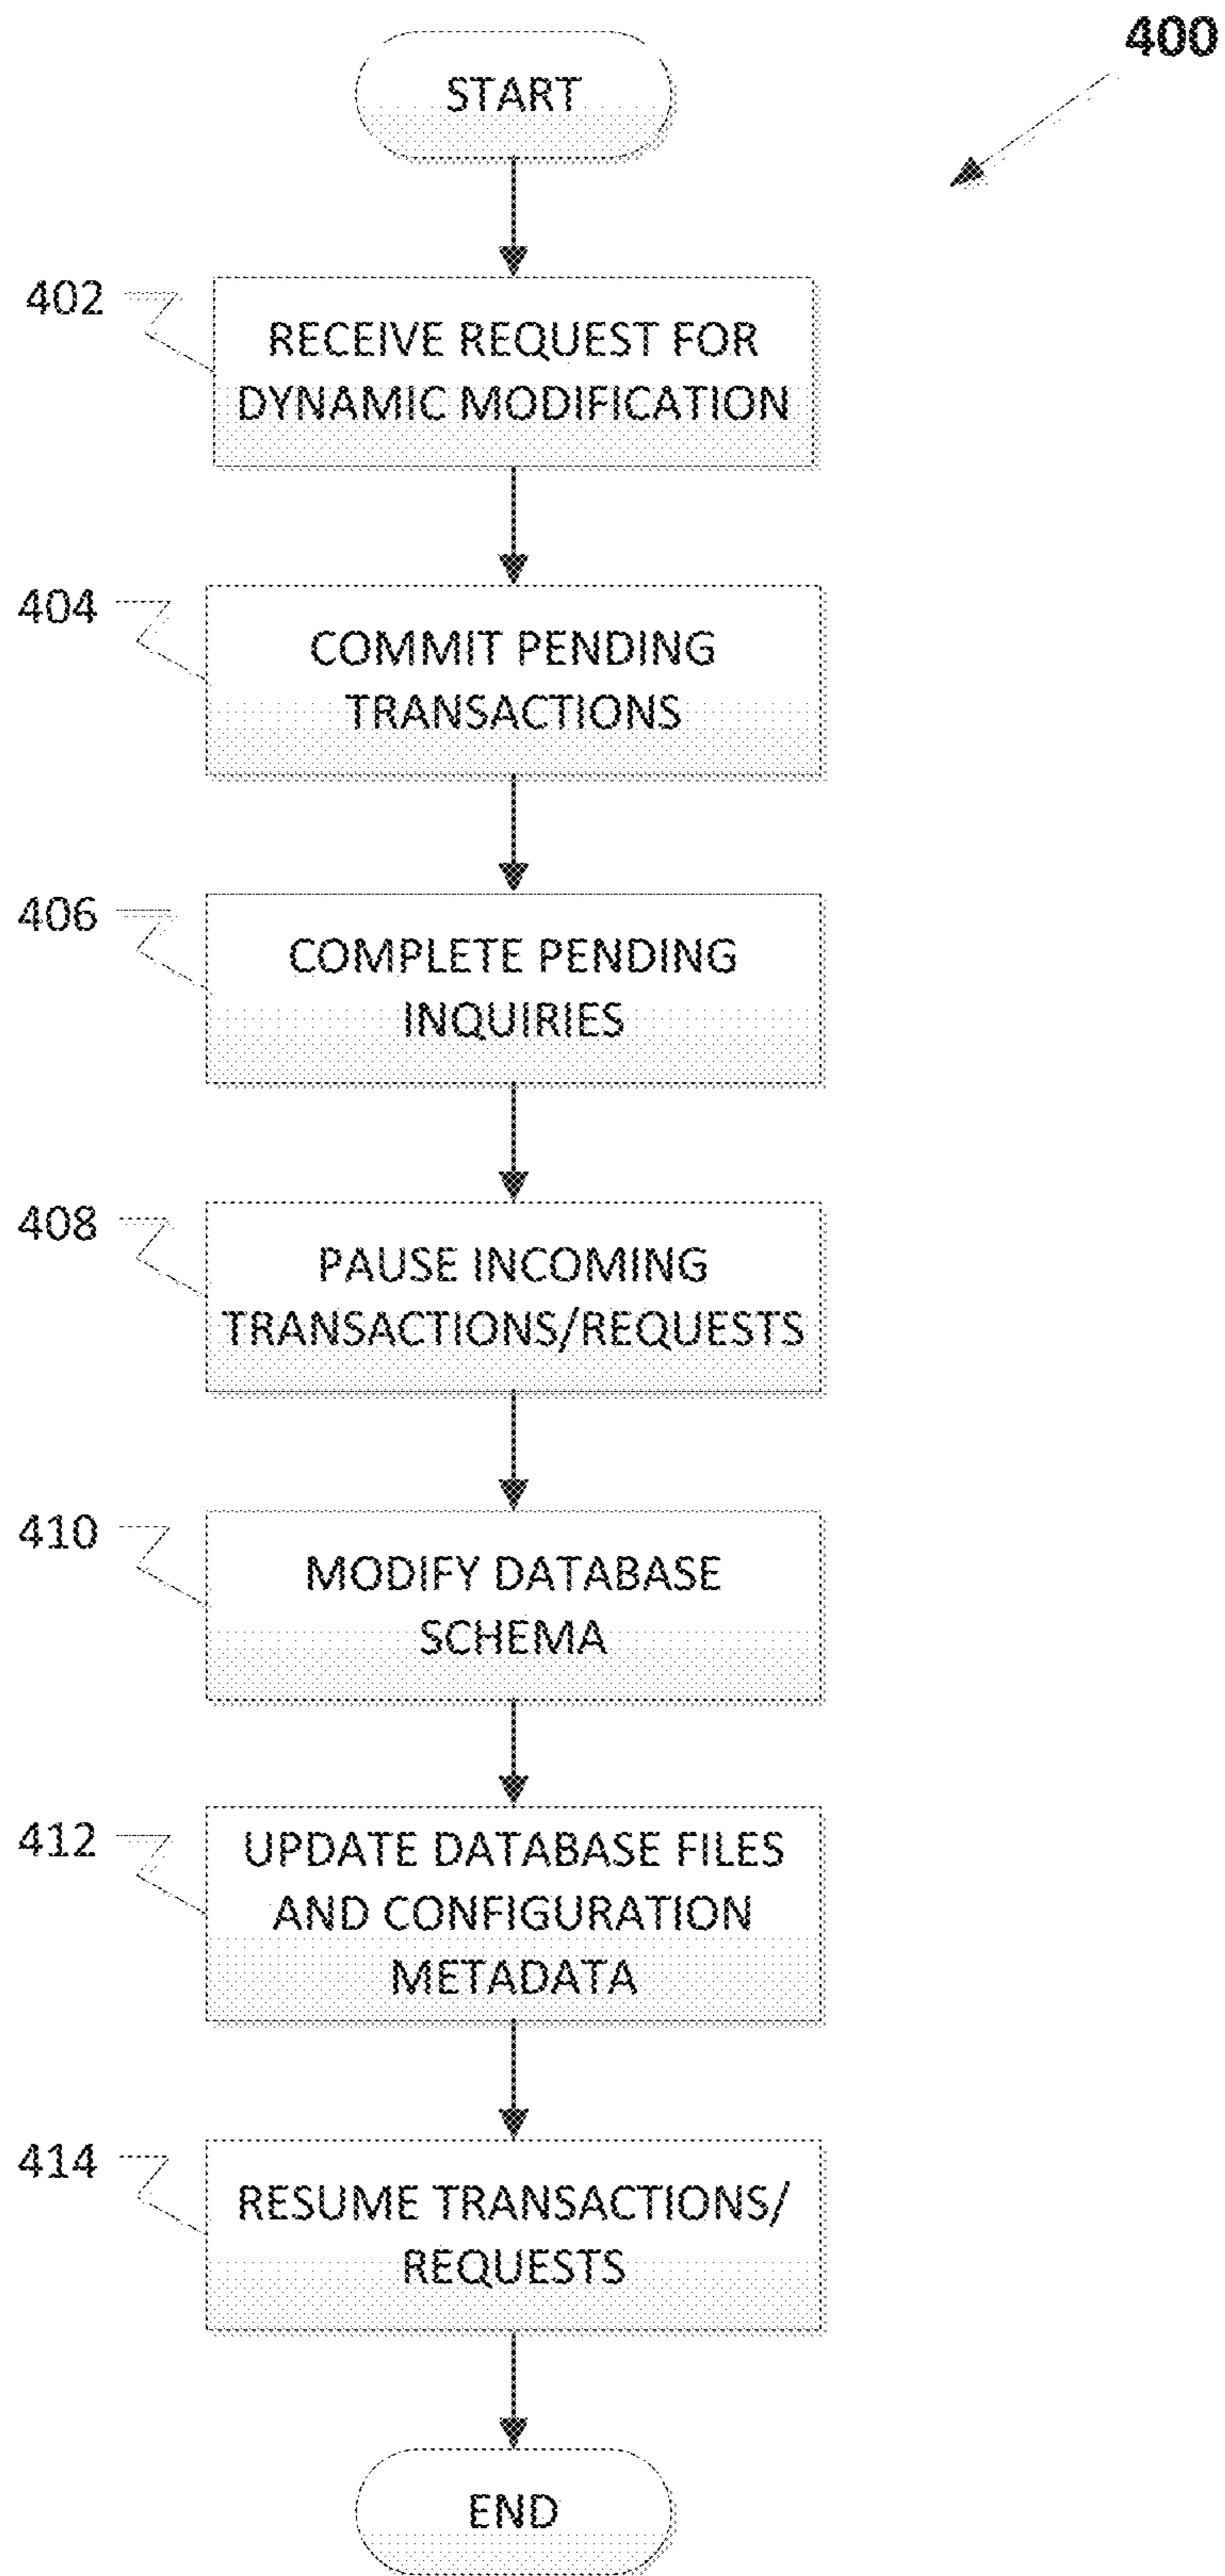 400
START
402
RECEIVE REQUEST FOR
DYNAMIC MODIFICATION
404
COMMIT PENDING
TRANSACTIONS
406
COMPLETE PENDING
INQUIRIES
408
PAUSE INCOMING
TRANSACTIONS/REQUESTS
410
MODIFY DATABASE
SCHEMA
412
UPDATE DATABASE FILES
AND CONFIGURATION
METADATA
414
RESUME TRANSACTIONS/
REQUESTS
END